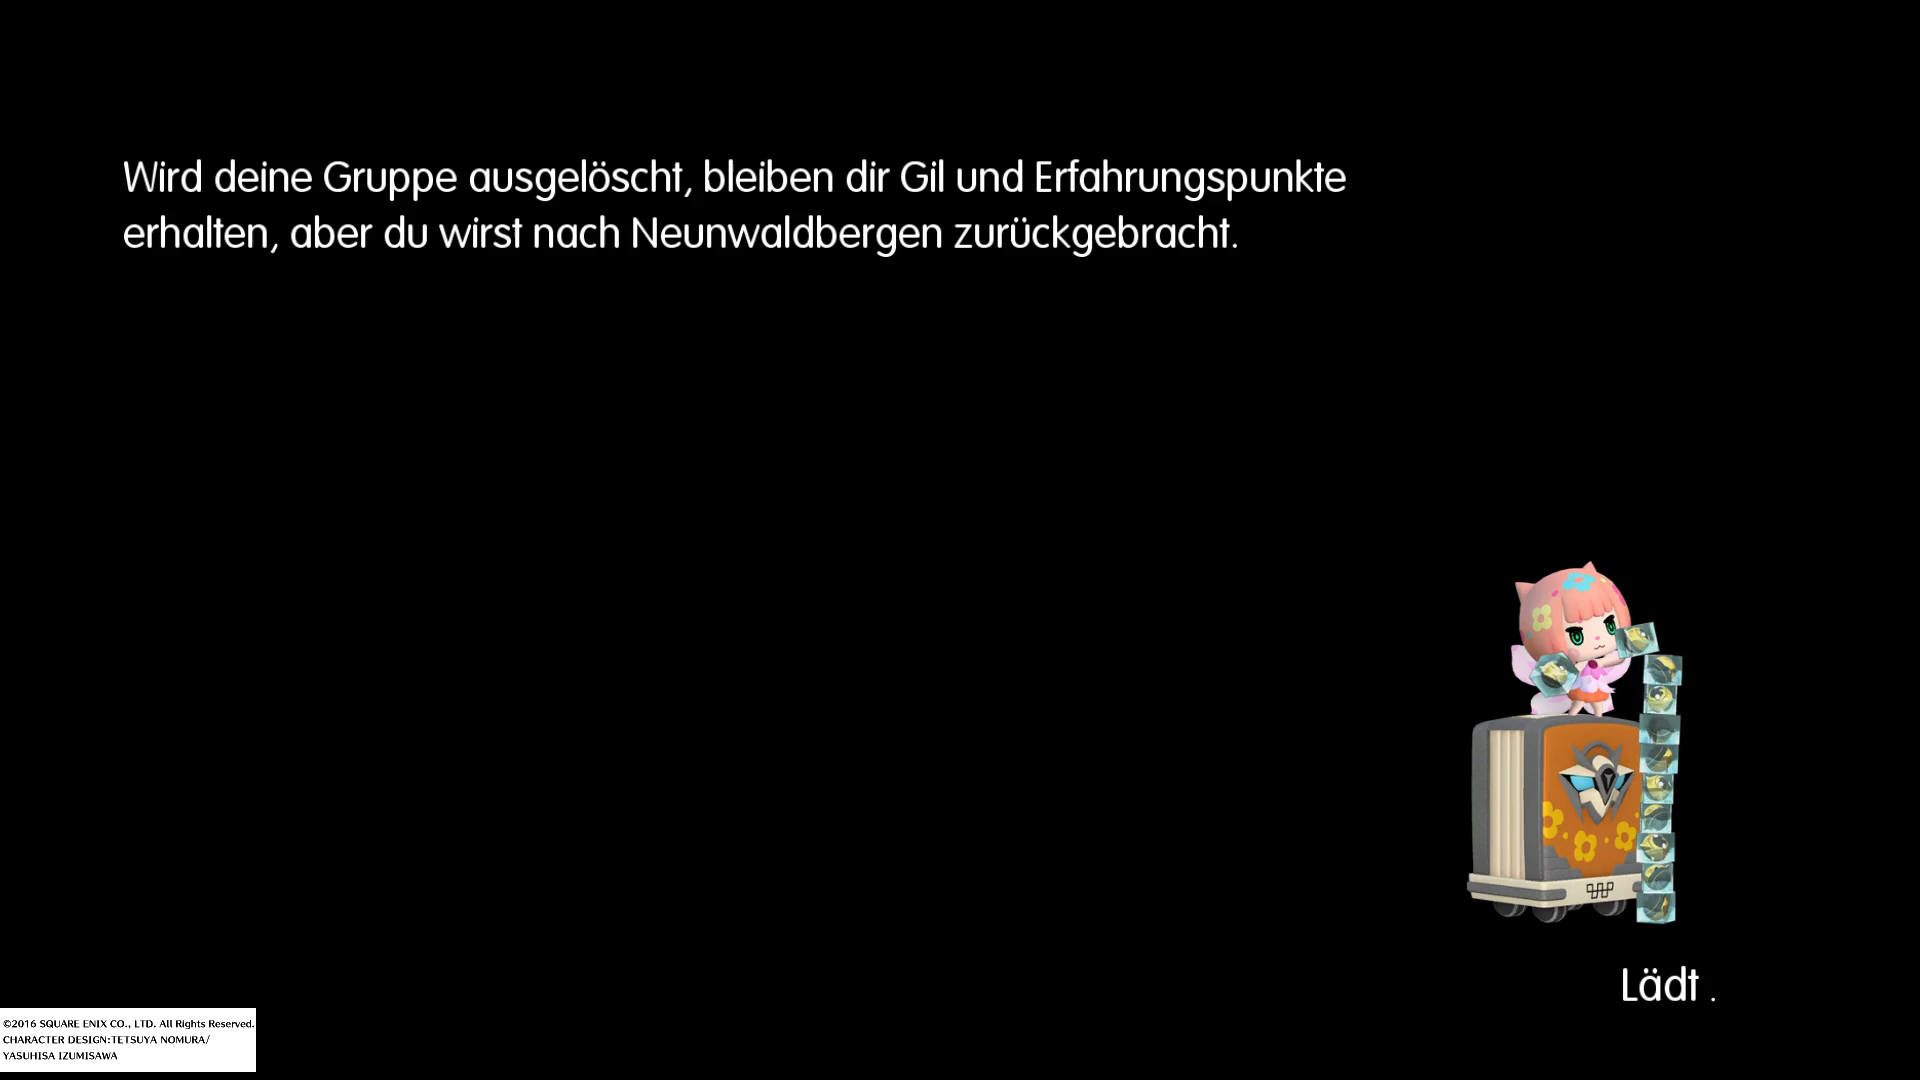 Wird deine Gruppe ausgelöscht, bleiben dir Gil und Erfahrungspunkte
erhalten, aber du wirst nach Neunwaldbergen zurückgebracht.
Lädt .
©2016 SQUARE ENIX CO., LTD. All Rights Reserved.
CHARACTER DESIGN:TETSUYA NOMURA/
YASUHISA IZUMISAWA